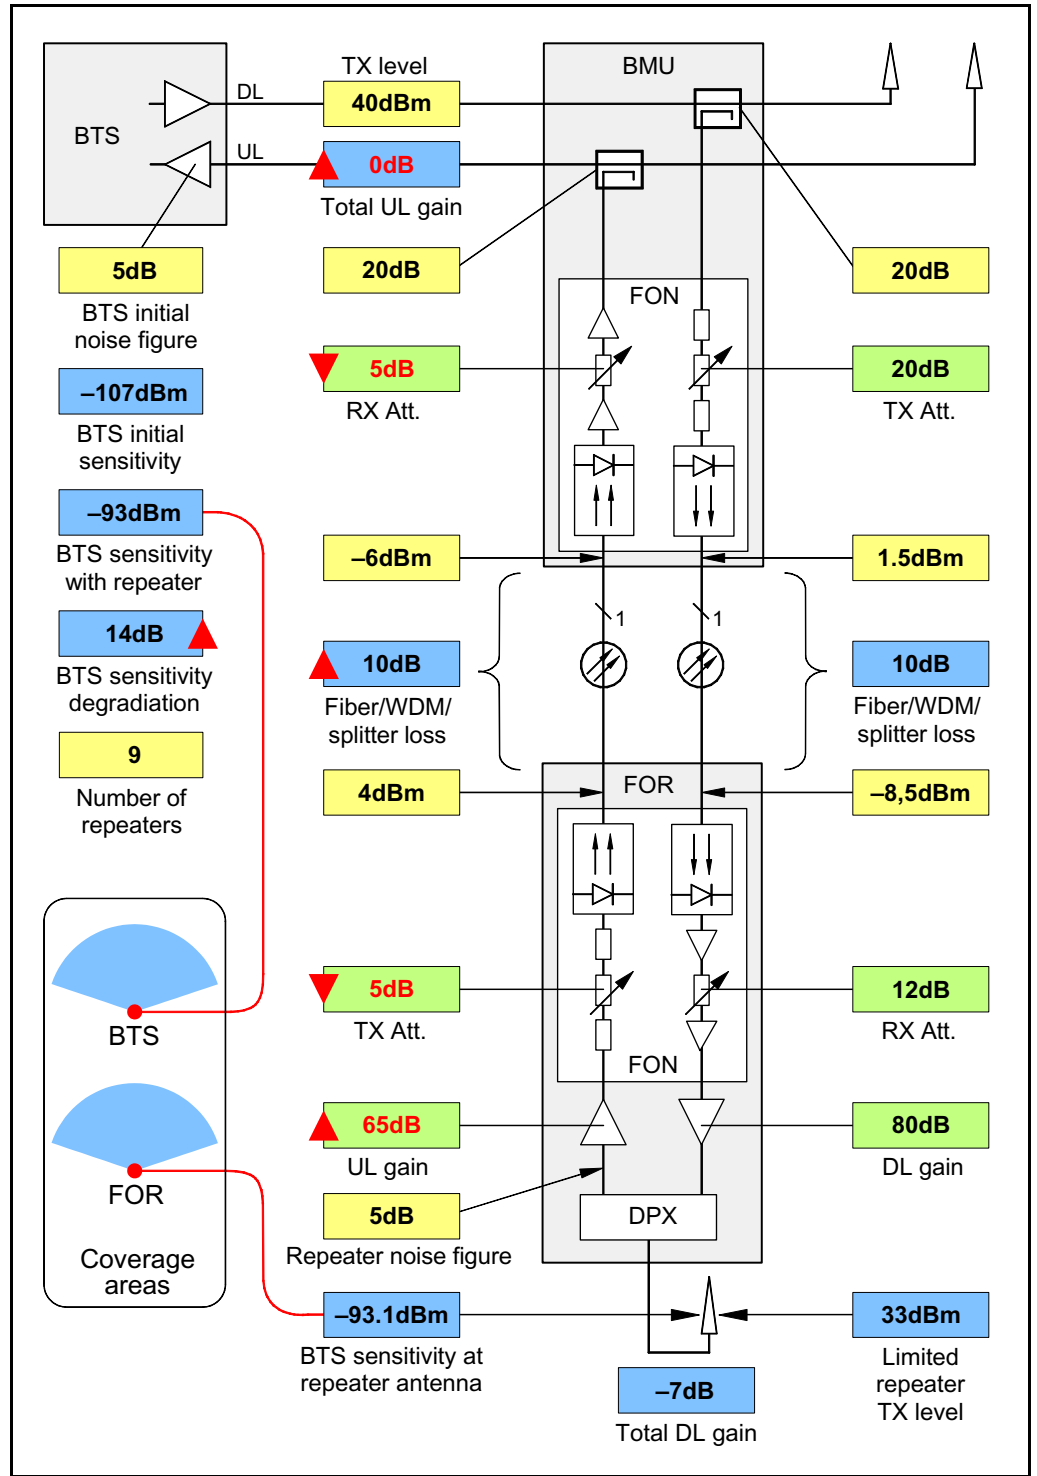 TX level
BMU
DL
40dBm
BTS
UL
0dB
Total UL gain
5dB
20dB
20dB
BTS initial
noise figure
FON
–107dBm
5dB
20dB
RX Att.
TX Att.
BTS initial
sensitivity
–93dBm
BTS sensitivity
with repeater
–6dBm
1.5dBm
14dB
1
1
BTS sensitivity
degradation
10dB
10dB
Fiber/WDM/
splitter loss
Fiber/WDM/
splitter loss
9
Number of
repeaters
4dBm
FOR
–8,5dBm
BTS
5dB
12dB
TX Att.
RX Att.
FON
65dB
80dB
UL gain
DL gain
FOR
5dB
DPX
Repeater noise figure
Coverage
areas
–93.1dBm
33dBm
BTS sensitivity at
repeater antenna
Limited
repeater
TX level
–7dB
Total DL gain